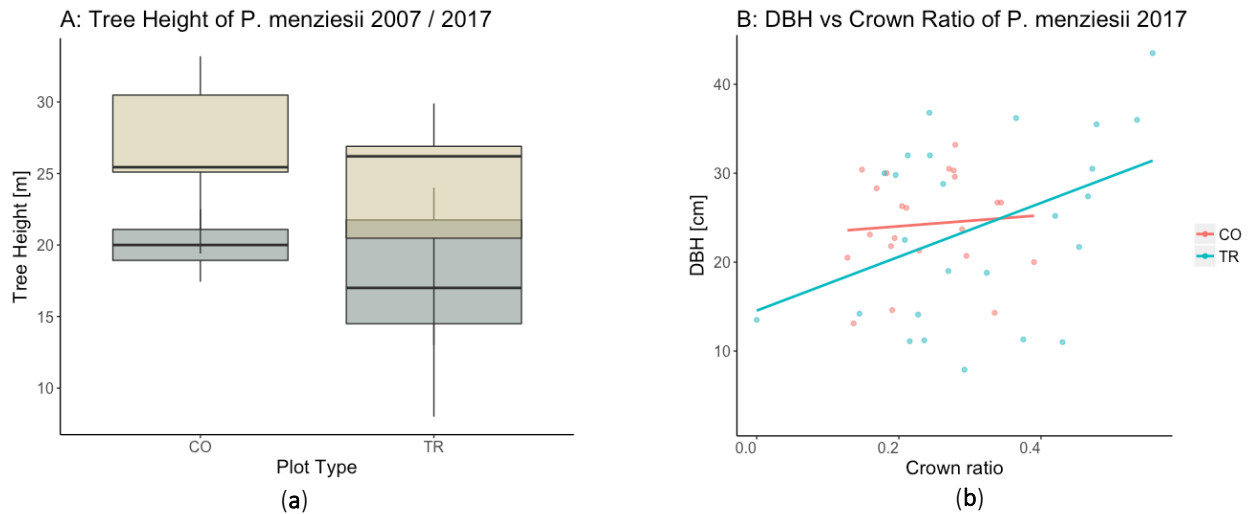 A: Tree Height of P. menziesii 2007 / 2017
Tree Height [m]
30
25
20
15
10
CO
TR
Plot Type
(a)
B: DBH vs Crown Ratio of P. menziesii 2017
DBH [cm]
40
30
20
10
0.0
0.2
0.4
Crown ratio
CO
TR
(b)